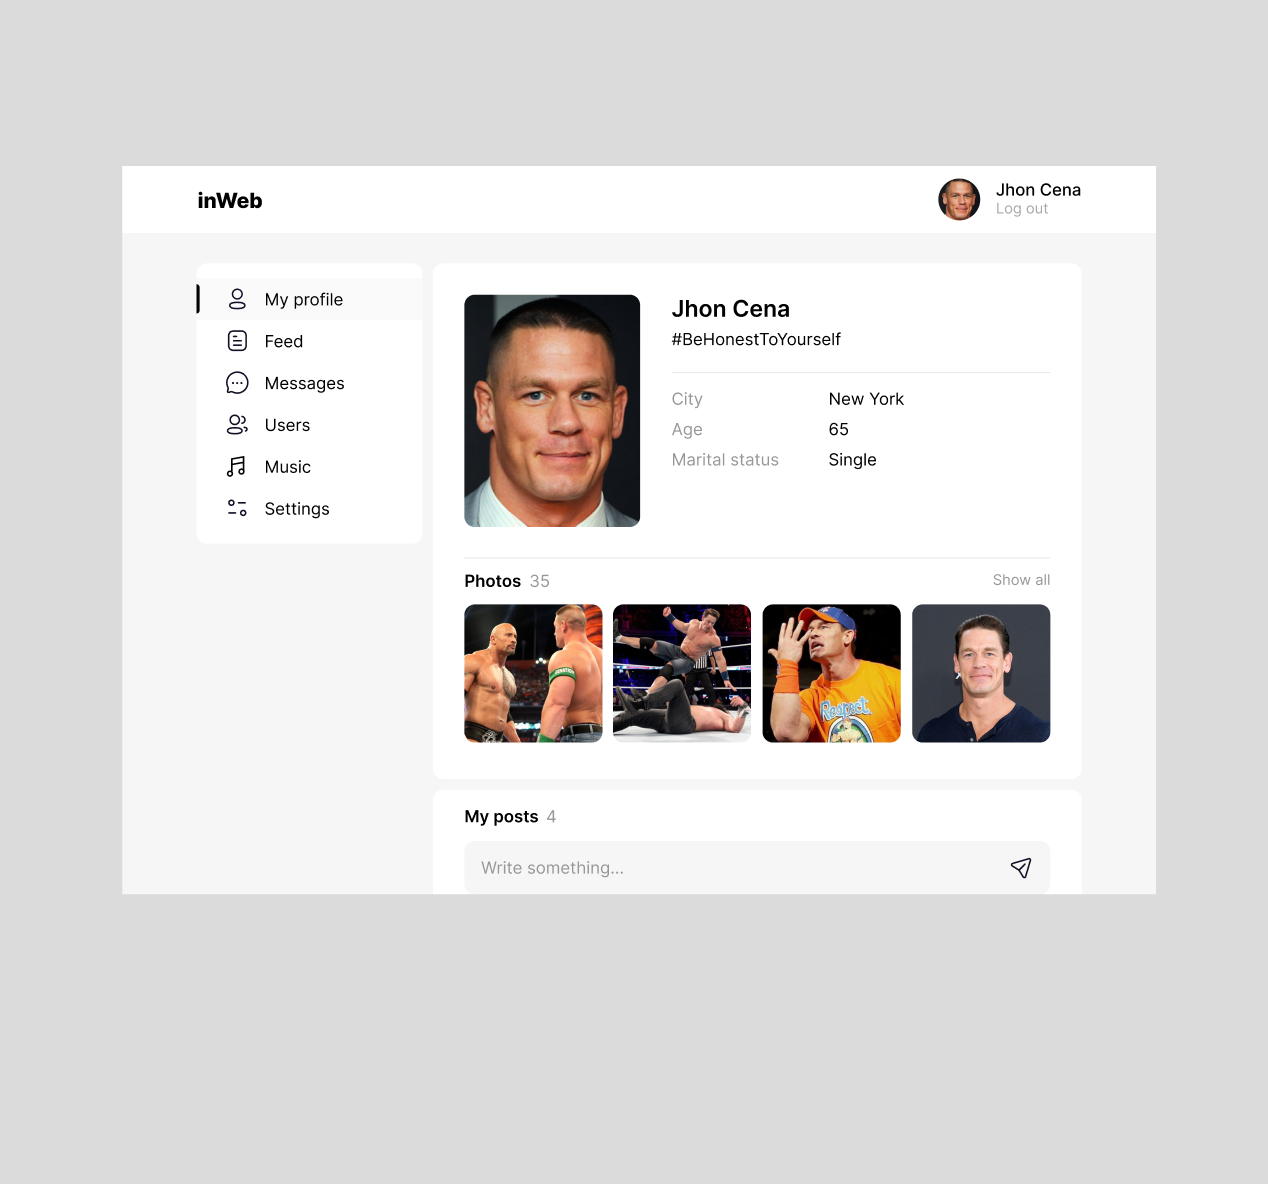 inWeb
Jhon Cena
Log out
My profile
Feed
Messages
Users
Music
Settings
Jhon Cena
#BeHonestToYourself
City New York
Age 65
Marital status Single
Photos 35 Show all
Respect.
My posts 4
Write something...